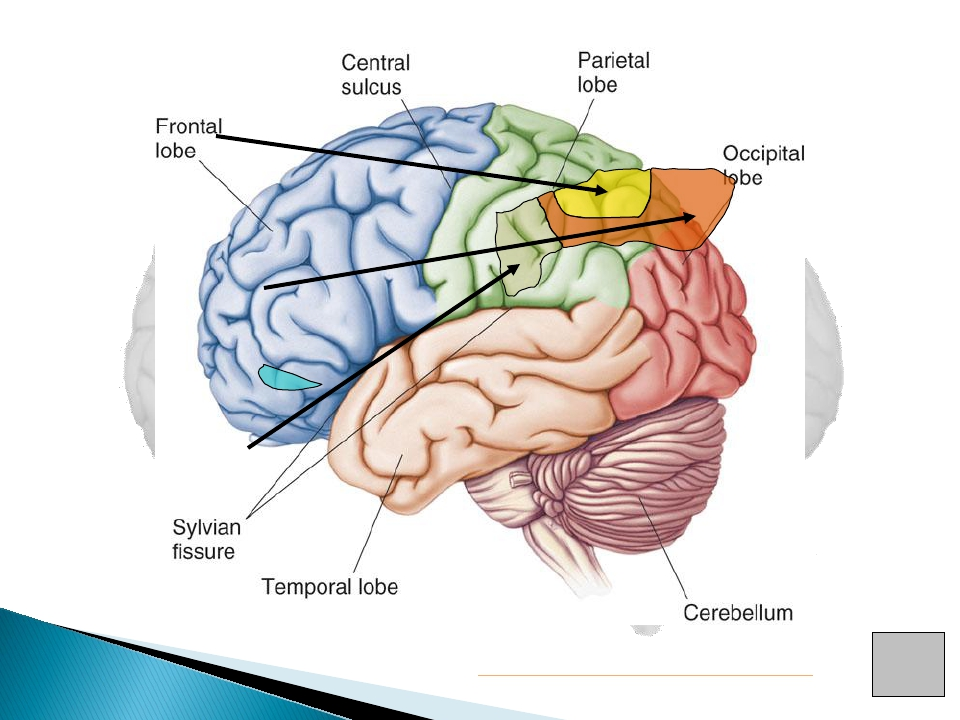 Central
sulcus
Parietal
lobe
Frontal
lobe
Occipital
lobe
Sylvian
fissure
Temporal lobe
Cerebellum